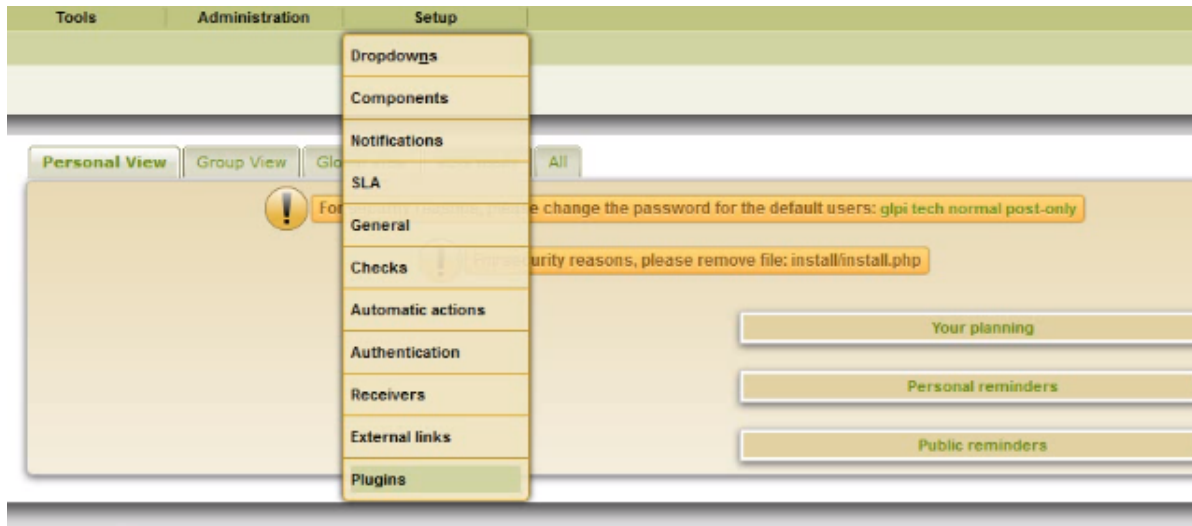 Tools Administration Setup
Dropdowns
Components
Notifications
Personal View Group View Glo All
SLA
For e change the password for the default users: glpi tech normal post-only
General
urity reasons, please remove file: install/install.php
Checks
Automatic actions
Your planning
Authentication
Personal reminders
Receivers
External links
Public reminders
Plugins